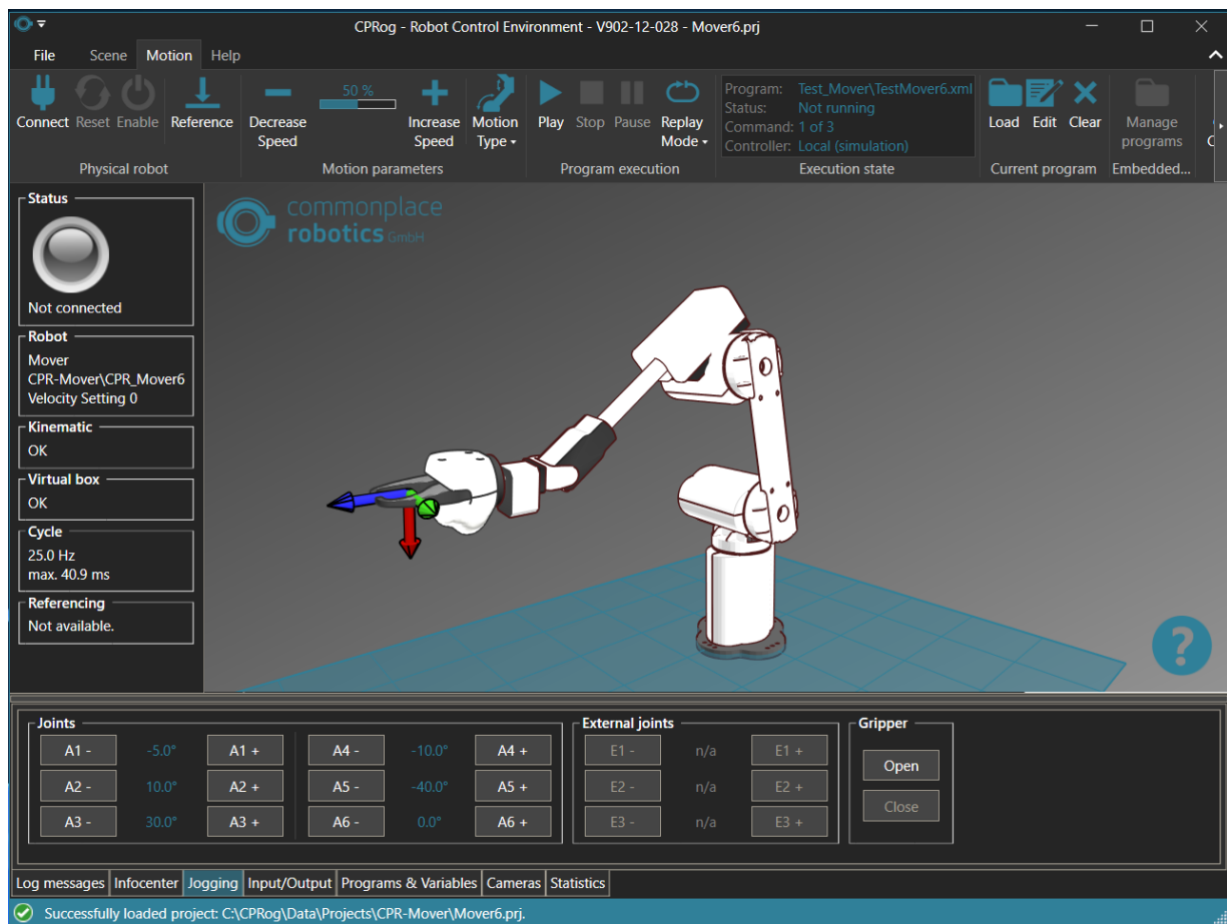 CPRog - Robot Control Environment - V902-12-028 - Mover6.prj
File Scene Motion Help
Connect Reset Enable Reference
Decrease Speed
50 %
Increase Speed
Motion Type
Play Stop Pause
Replay Mode
Program: Test_Mover\TestMover6.xml
Status: Not running
Command: 1 of 3
Controller: Local (simulation)
Load Edit Clear
Manage programs
C
Physical robot
Motion parameters
Program execution
Execution state
Current program
Embedded...
Status
Not connected
Robot
Mover
CPR-Mover\CPR_Mover6
Velocity Setting 0
Kinematic
OK
Virtual box
OK
Cycle
25.0 Hz
max. 40.9 ms
Referencing
Not available.
commonplace
robotics GmbH
?
Joints
A1 - -5.0° A1 + A4 - -10.0° A4 +
A2 - 10.0° A2 + A5 - -40.0° A5 +
A3 - 30.0° A3 + A6 - 0.0° A6 +
External joints
E1 - n/a E1 +
E2 - n/a E2 +
E3 - n/a E3 +
Gripper
Open
Close
Log messages Infocenter Jogging Input/Output Programs & Variables Cameras Statistics
Successfully loaded project: C:\CPRog\Data\Projects\CPR-Mover\Mover6.prj.